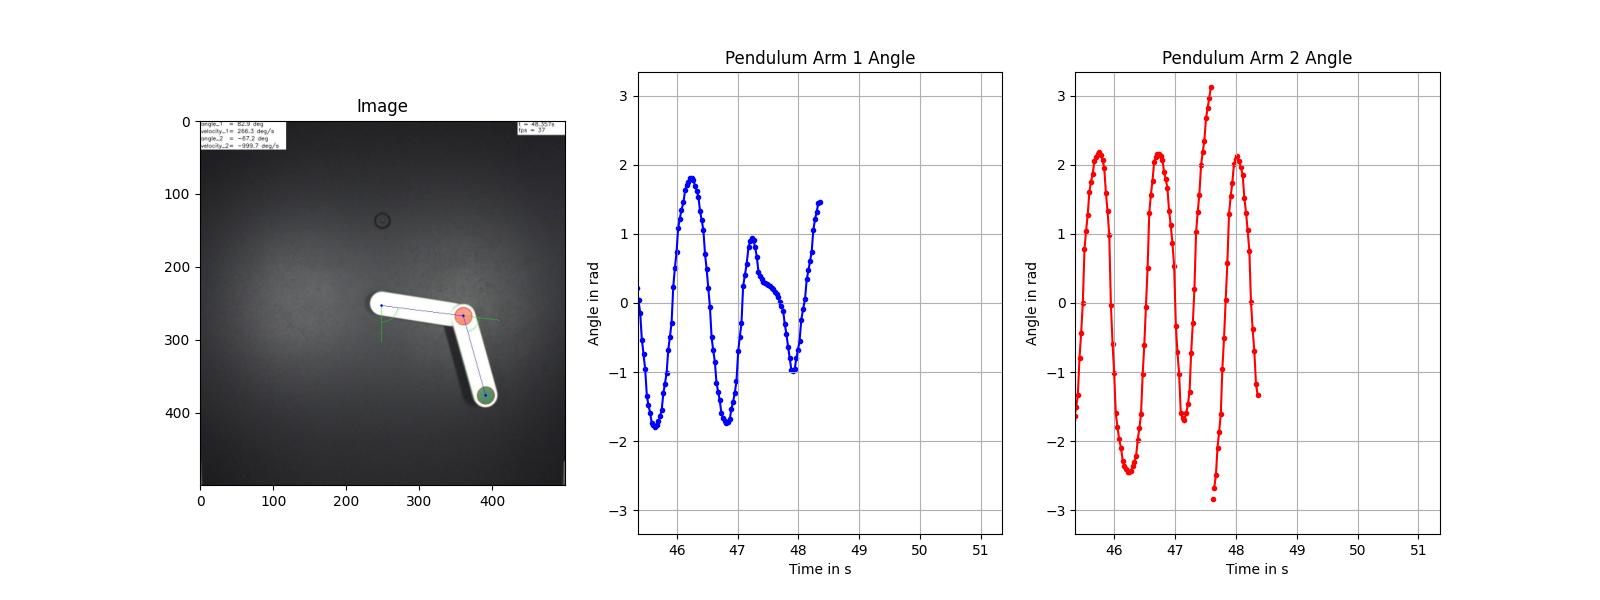 Image
Pendulum Arm 1 Angle
Pendulum Arm 2 Angle
angle_1 = 82.9 deg
velocity_1= 266.3 deg/s
angle_2 = -67.2 deg
velocity_2= -999.7 deg/s
t = 48.357s
fps = 37
0
100
200
300
400
0 100 200 300 400
Angle in rad
3
2
1
0
−1
−2
−3
46 47 48 49 50 51
Time in s
Angle in rad
3
2
1
0
−1
−2
−3
46 47 48 49 50 51
Time in s